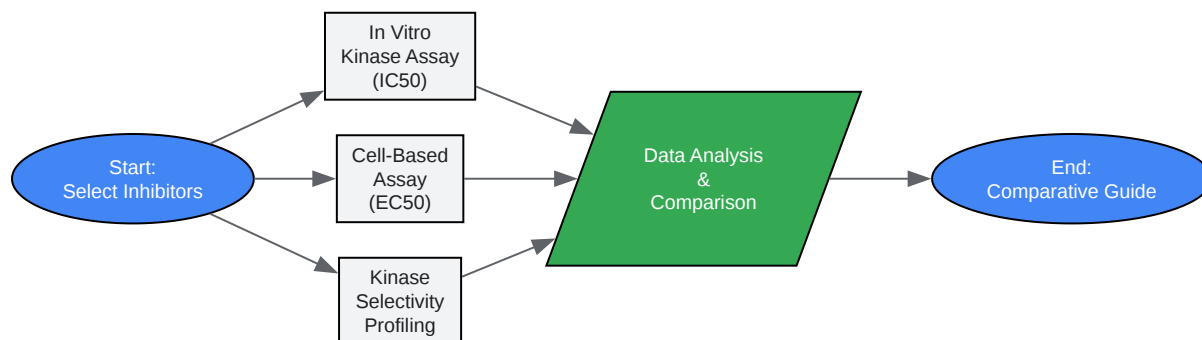 Start:
Select Inhibitors
In Vitro
Kinase Assay
(IC50)
Cell-Based
Assay
(EC50)
Kinase
Selectivity
Profiling
Data Analysis
&
Comparison
End:
Comparative Guide